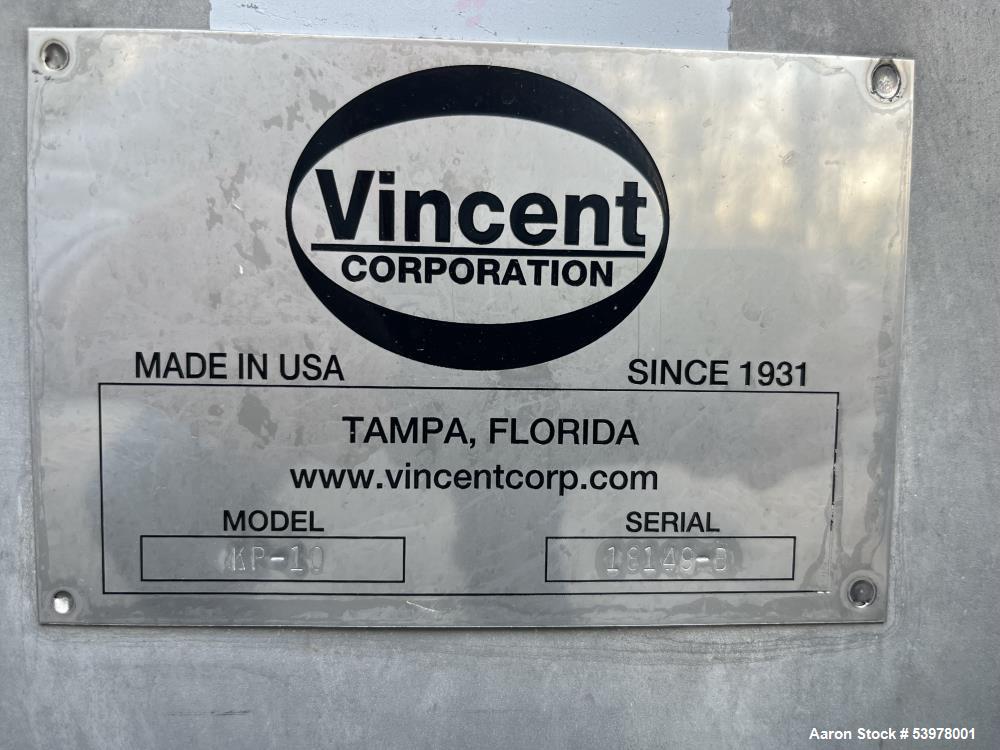 Vincent
CORPORATION
MADE IN USA
SINCE 1931
TAMPA, FLORIDA
www.vincentcorp.com
MODEL
SERIAL
KP-10
Aaron Stock # 53978001